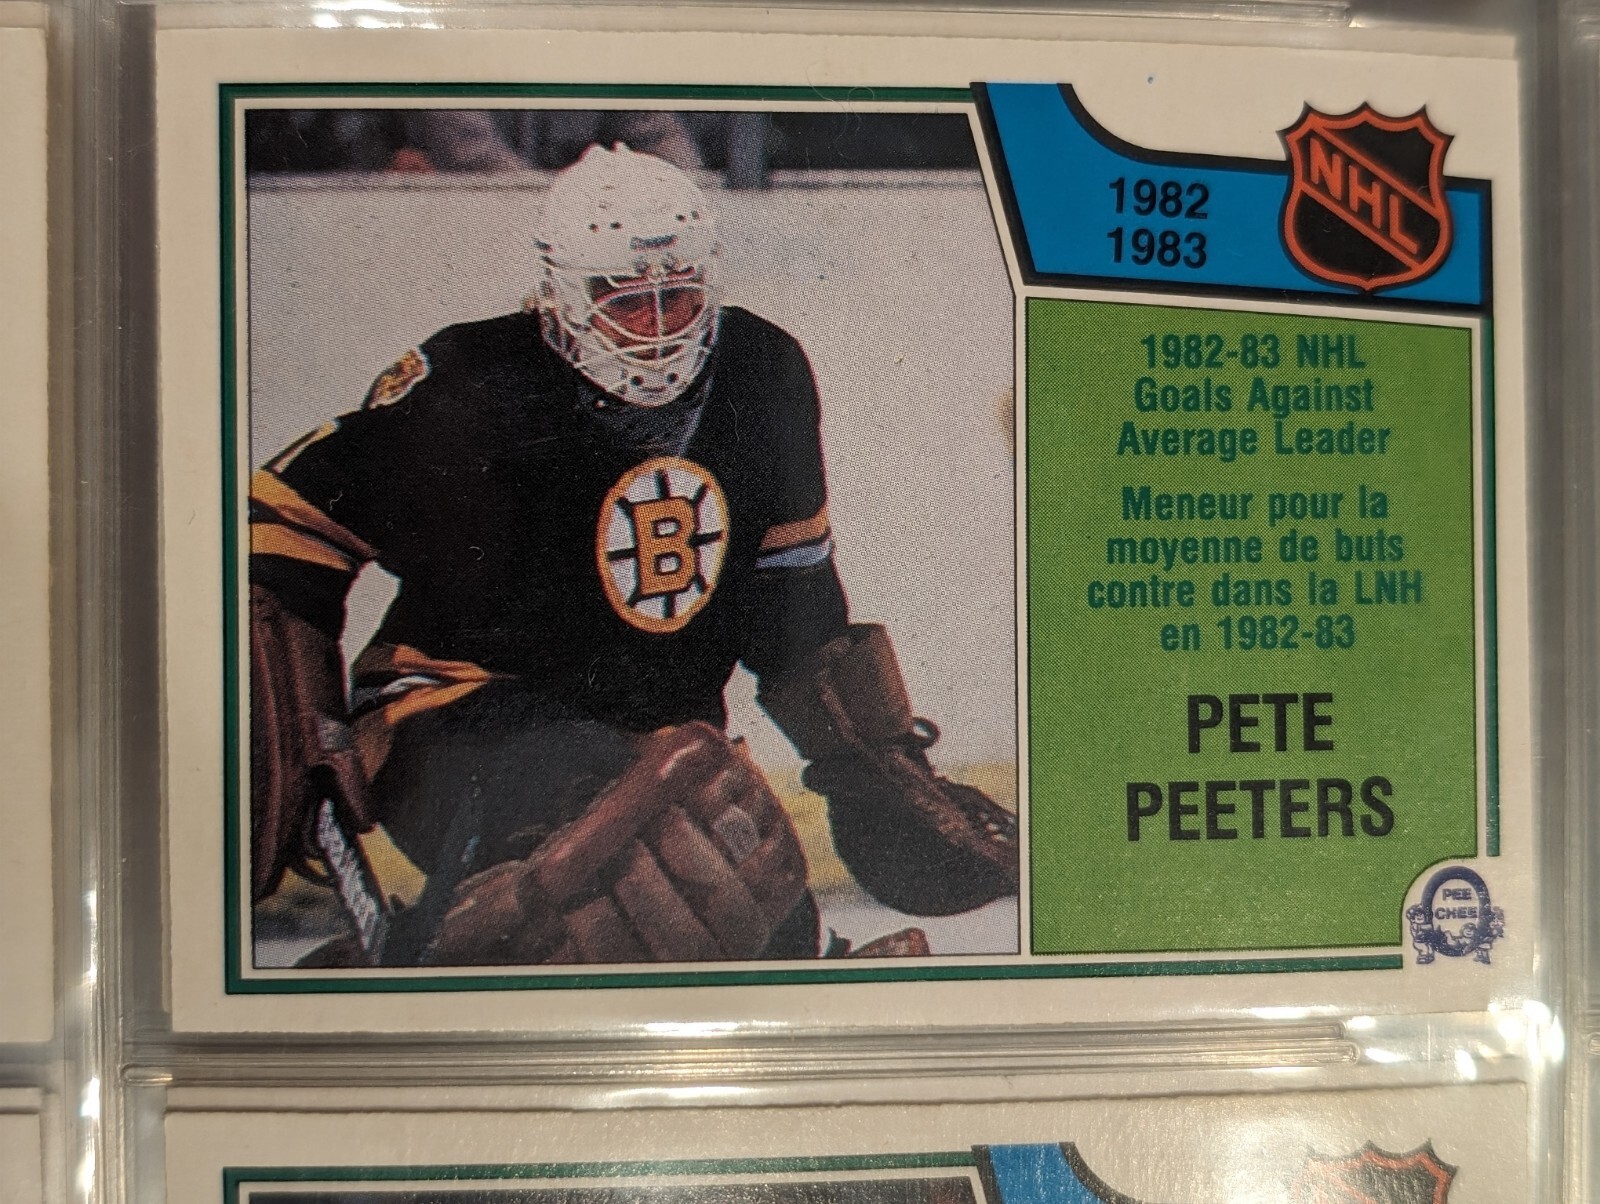 1982
1983
NHL
1982-83 NHL
Goals Against
Average Leader
Meneur pour la
moyenne de buts
contre dans la LNH
en 1982-83
PETE
PEETERS
B
PEE
CHEE